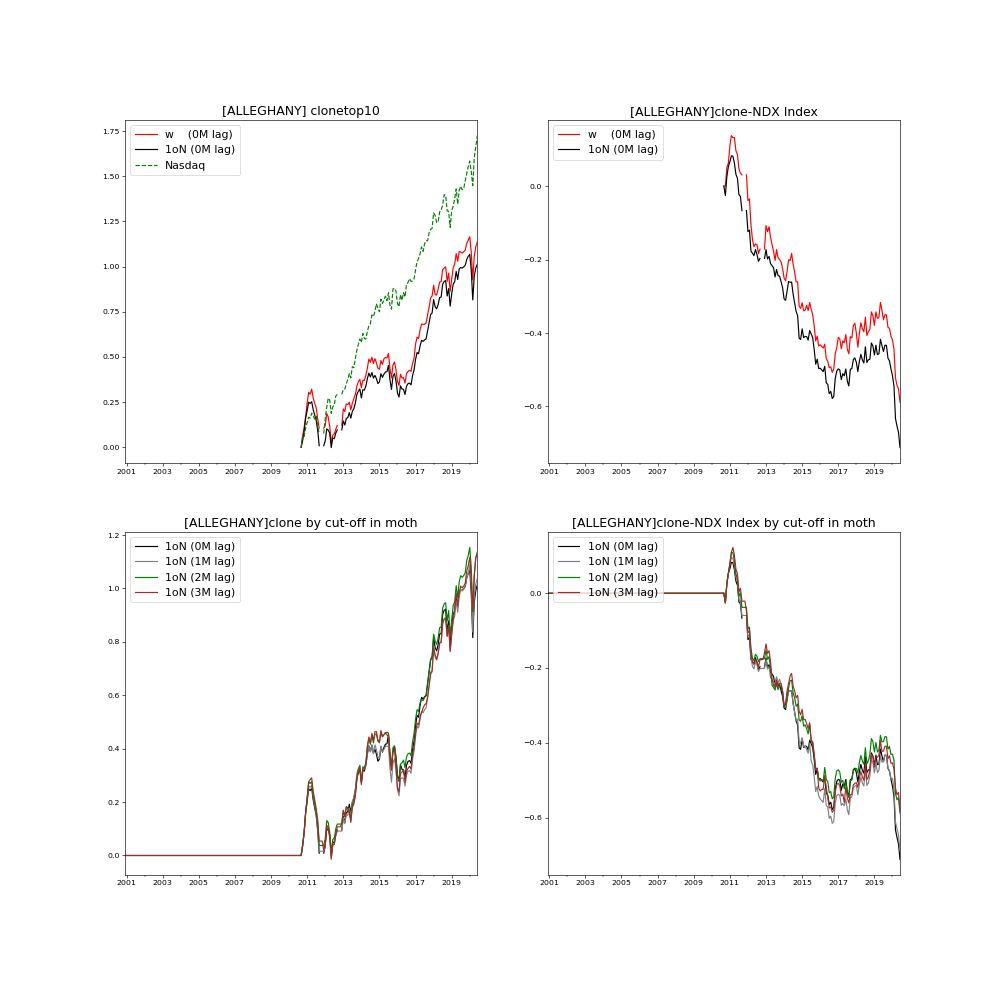 [ALLEGHANY] clonetop10
w (0M lag)
1oN (0M lag)
Nasdaq
1.75
1.50
1.25
1.00
0.75
0.50
0.25
0.00
2001 2003 2005 2007 2009 2011 2013 2015 2017 2019
[ALLEGHANY]clone-NDX Index
w (0M lag)
1oN (0M lag)
0.0
−0.2
−0.4
−0.6
2001 2003 2005 2007 2009 2011 2013 2015 2017 2019
[ALLEGHANY]clone by cut-off in moth
1oN (0M lag)
1oN (1M lag)
1oN (2M lag)
1oN (3M lag)
1.2
1.0
0.8
0.6
0.4
0.2
0.0
2001 2003 2005 2007 2009 2011 2013 2015 2017 2019
[ALLEGHANY]clone-NDX Index by cut-off in moth
1oN (0M lag)
1oN (1M lag)
1oN (2M lag)
1oN (3M lag)
0.0
−0.2
−0.4
−0.6
2001 2003 2005 2007 2009 2011 2013 2015 2017 2019